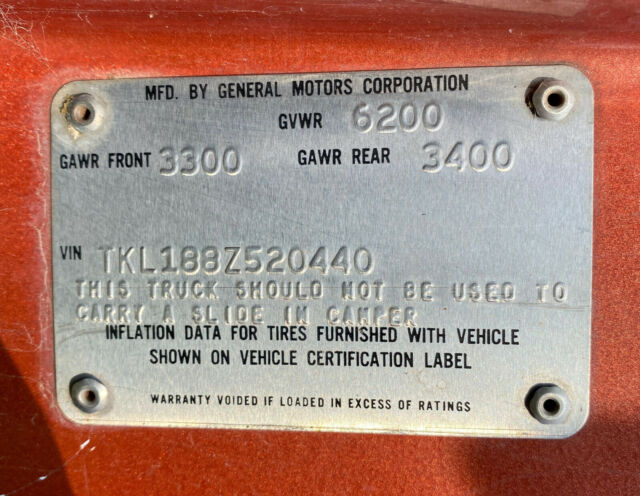 MFD. BY GENERAL MOTORS CORPORATION
GVWR 6200
GAWR FRONT 3300 GAWR REAR 3400
VIN TKL188Z520440
THIS TRUCK SHOULD NOT BE USED TO
CARRY A SLIDE IN CAMPER
INFLATION DATA FOR TIRES FURNISHED WITH VEHICLE
SHOWN ON VEHICLE CERTIFICATION LABEL
WARRANTY VOIDED IF LOADED IN EXCESS OF RATINGS